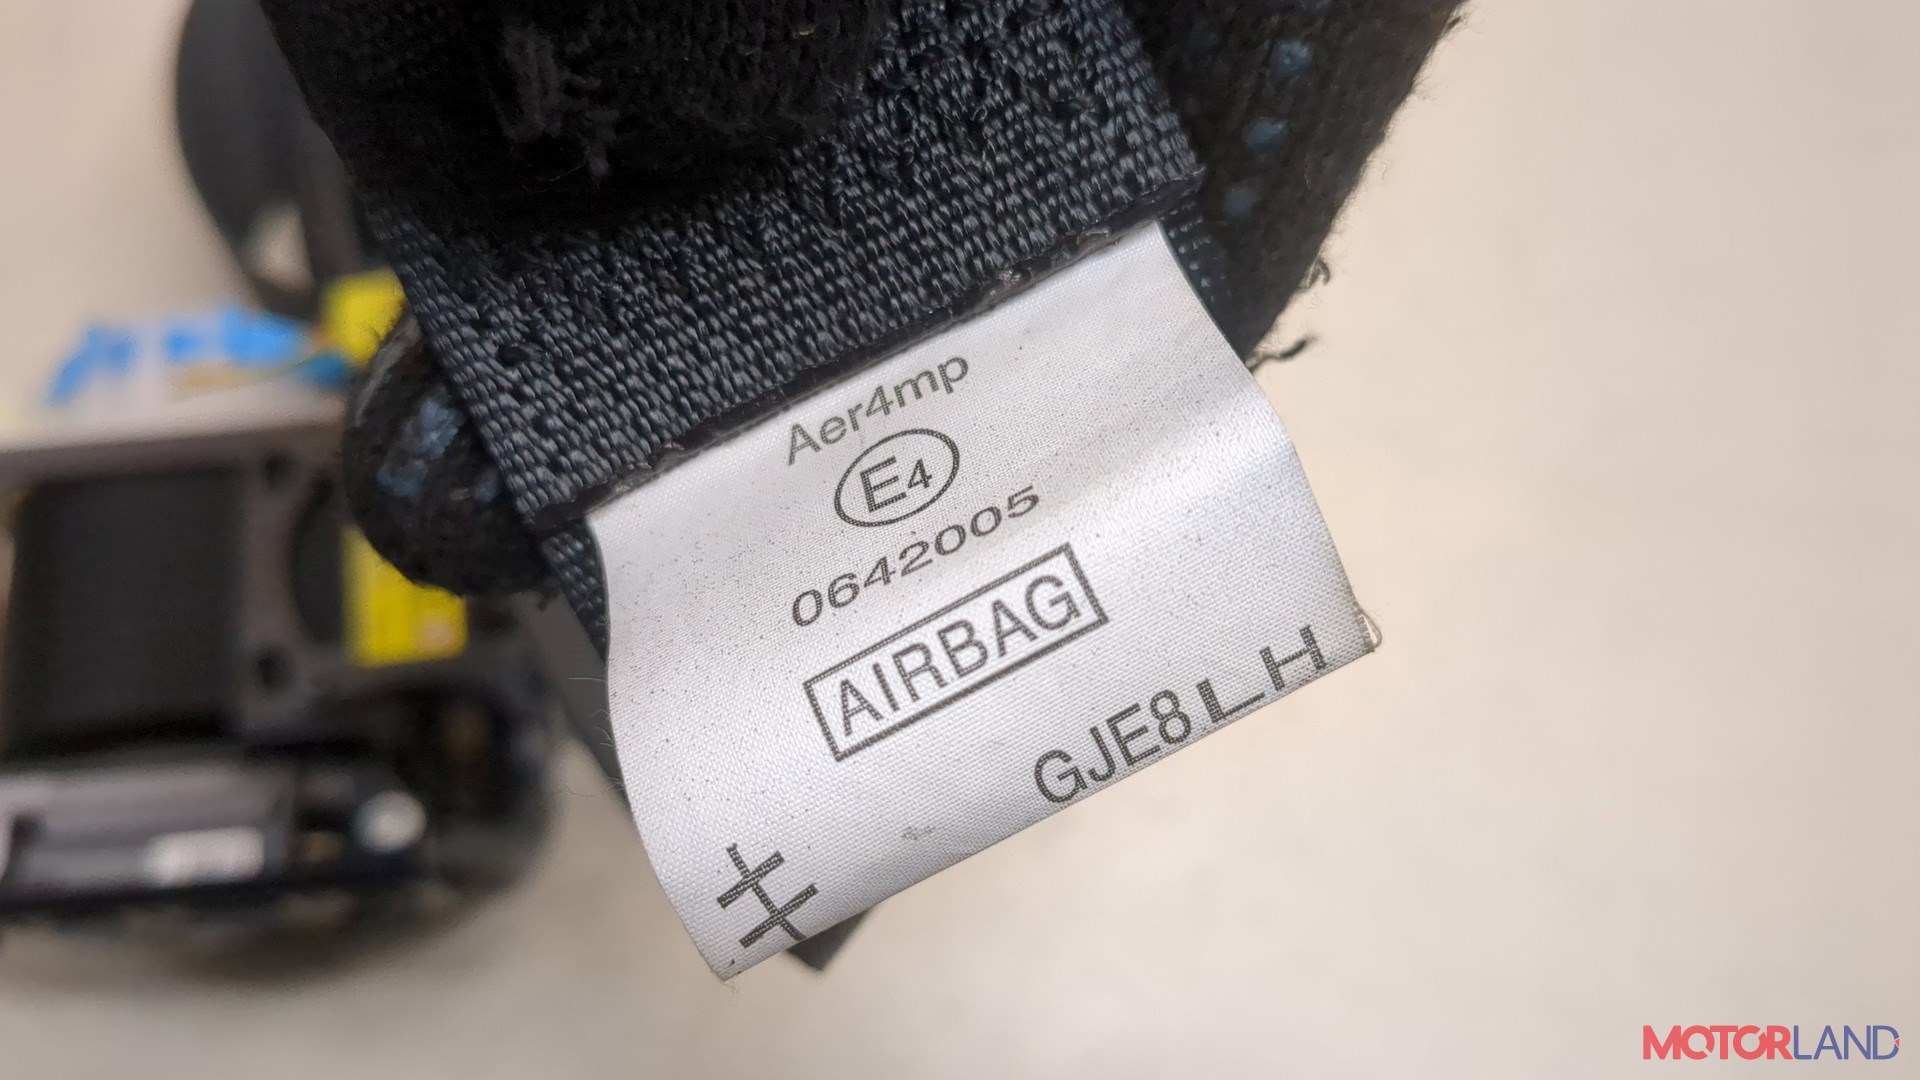 Aer4mp
E4
0642005
AIRBAG
GJE8 LH
MOTORLAND